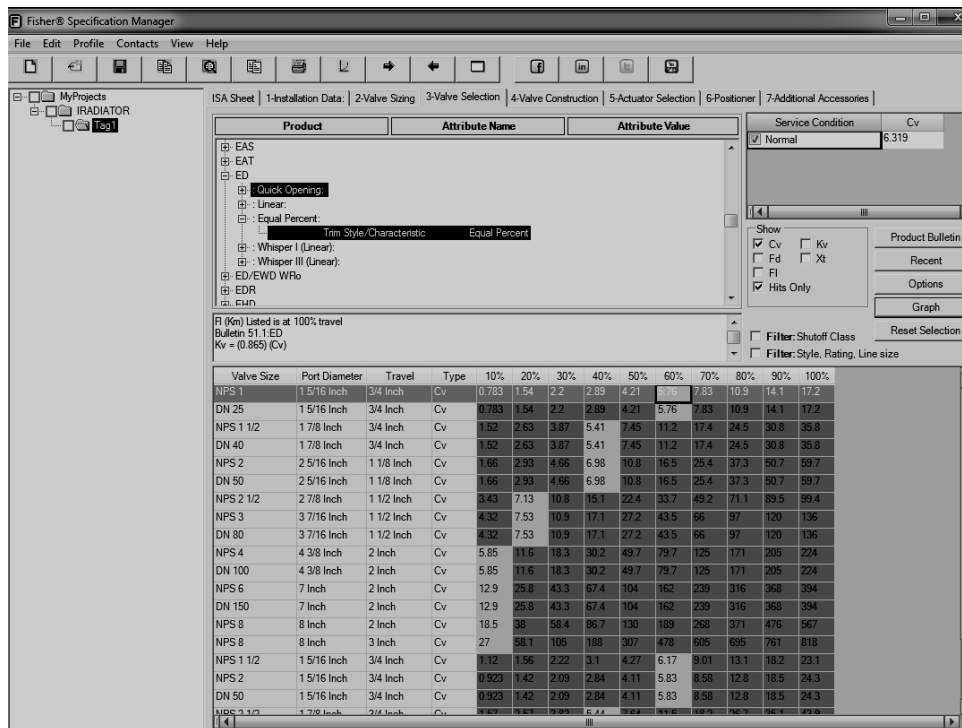 Fisher® Specification Manager
File Edit Profile Contacts View Help
MyProjects
IRADIATOR
Tag1
ISA Sheet 1-Installation Data: 2-Valve Sizing 3-Valve Selection 4-Valve Construction 5-Actuator Selection 6-Positioner 7-Additional Accessories
Product Attribute Name Attribute Value
EAS
EAT
ED
: Quick Opening:
: Linear:
: Equal Percent:
Trim Style/Characteristic Equal Percent
: Whisper I (Linear):
: Whisper III (Linear):
ED/EWD WFlo
EDR
EHD
Service Condition Cv
Normal 6.319
Show
Cv Kv
Fd Xt
Fl
Hits Only
Product Bulletin
Recent
Options
Graph
Reset Selection
Fl (Km) Listed is at 100% travel
Bulletin 51.1:ED
Kv = (0.865) (Cv)
Filter: Shutoff Class
Filter: Style, Rating, Line size
Valve Size Port Diameter Travel Type 10% 20% 30% 40% 50% 60% 70% 80% 90% 100%
NPS 1 1 5/16 Inch 3/4 Inch Cv 0.783 1.54 2.2 2.89 4.21 5.76 7.83 10.9 14.1 17.2
DN 25 1 5/16 Inch 3/4 Inch Cv 0.783 1.54 2.2 2.89 4.21 5.76 7.83 10.9 14.1 17.2
NPS 1 1/2 1 7/8 Inch 3/4 Inch Cv 1.52 2.63 3.87 5.41 7.45 11.2 17.4 24.5 30.8 35.8
DN 40 1 7/8 Inch 3/4 Inch Cv 1.52 2.63 3.87 5.41 7.45 11.2 17.4 24.5 30.8 35.8
NPS 2 2 5/16 Inch 1 1/8 Inch Cv 1.66 2.93 4.66 6.98 10.8 16.5 25.4 37.3 50.7 59.7
DN 50 2 5/16 Inch 1 1/8 Inch Cv 1.66 2.93 4.66 6.98 10.8 16.5 25.4 37.3 50.7 59.7
NPS 2 1/2 2 7/8 Inch 1 1/2 Inch Cv 3.43 7.13 10.8 15.1 22.4 33.7 49.2 71.1 89.5 99.4
NPS 3 3 7/16 Inch 1 1/2 Inch Cv 4.32 7.53 10.9 17.1 27.2 43.5 66 97 120 136
DN 80 3 7/16 Inch 1 1/2 Inch Cv 4.32 7.53 10.9 17.1 27.2 43.5 66 97 120 136
NPS 4 4 3/8 Inch 2 Inch Cv 5.85 11.6 18.3 30.2 49.7 79.7 125 171 205 224
DN 100 4 3/8 Inch 2 Inch Cv 5.85 11.6 18.3 30.2 49.7 79.7 125 171 205 224
NPS 6 7 Inch 2 Inch Cv 12.9 25.8 43.3 67.4 104 162 239 316 368 394
DN 150 7 Inch 2 Inch Cv 12.9 25.8 43.3 67.4 104 162 239 316 368 394
NPS 8 8 Inch 2 Inch Cv 18.5 38 58.4 86.7 130 189 268 371 476 567
NPS 8 8 Inch 3 Inch Cv 27 58.1 105 188 307 478 605 695 761 818
NPS 1 1/2 1 5/16 Inch 3/4 Inch Cv 1.12 1.56 2.22 3.1 4.27 6.17 9.01 13.1 18.2 23.1
NPS 2 1 5/16 Inch 3/4 Inch Cv 0.923 1.42 2.09 2.84 4.11 5.83 8.58 12.8 18.5 24.3
DN 50 1 5/16 Inch 3/4 Inch Cv 0.923 1.42 2.09 2.84 4.11 5.83 8.58 12.8 18.5 24.3
NPS 2 1/2 1 7/8 Inch 3/4 Inch Cv 5.44 7.64 11.5 18.2 26.7 35.1 43.9